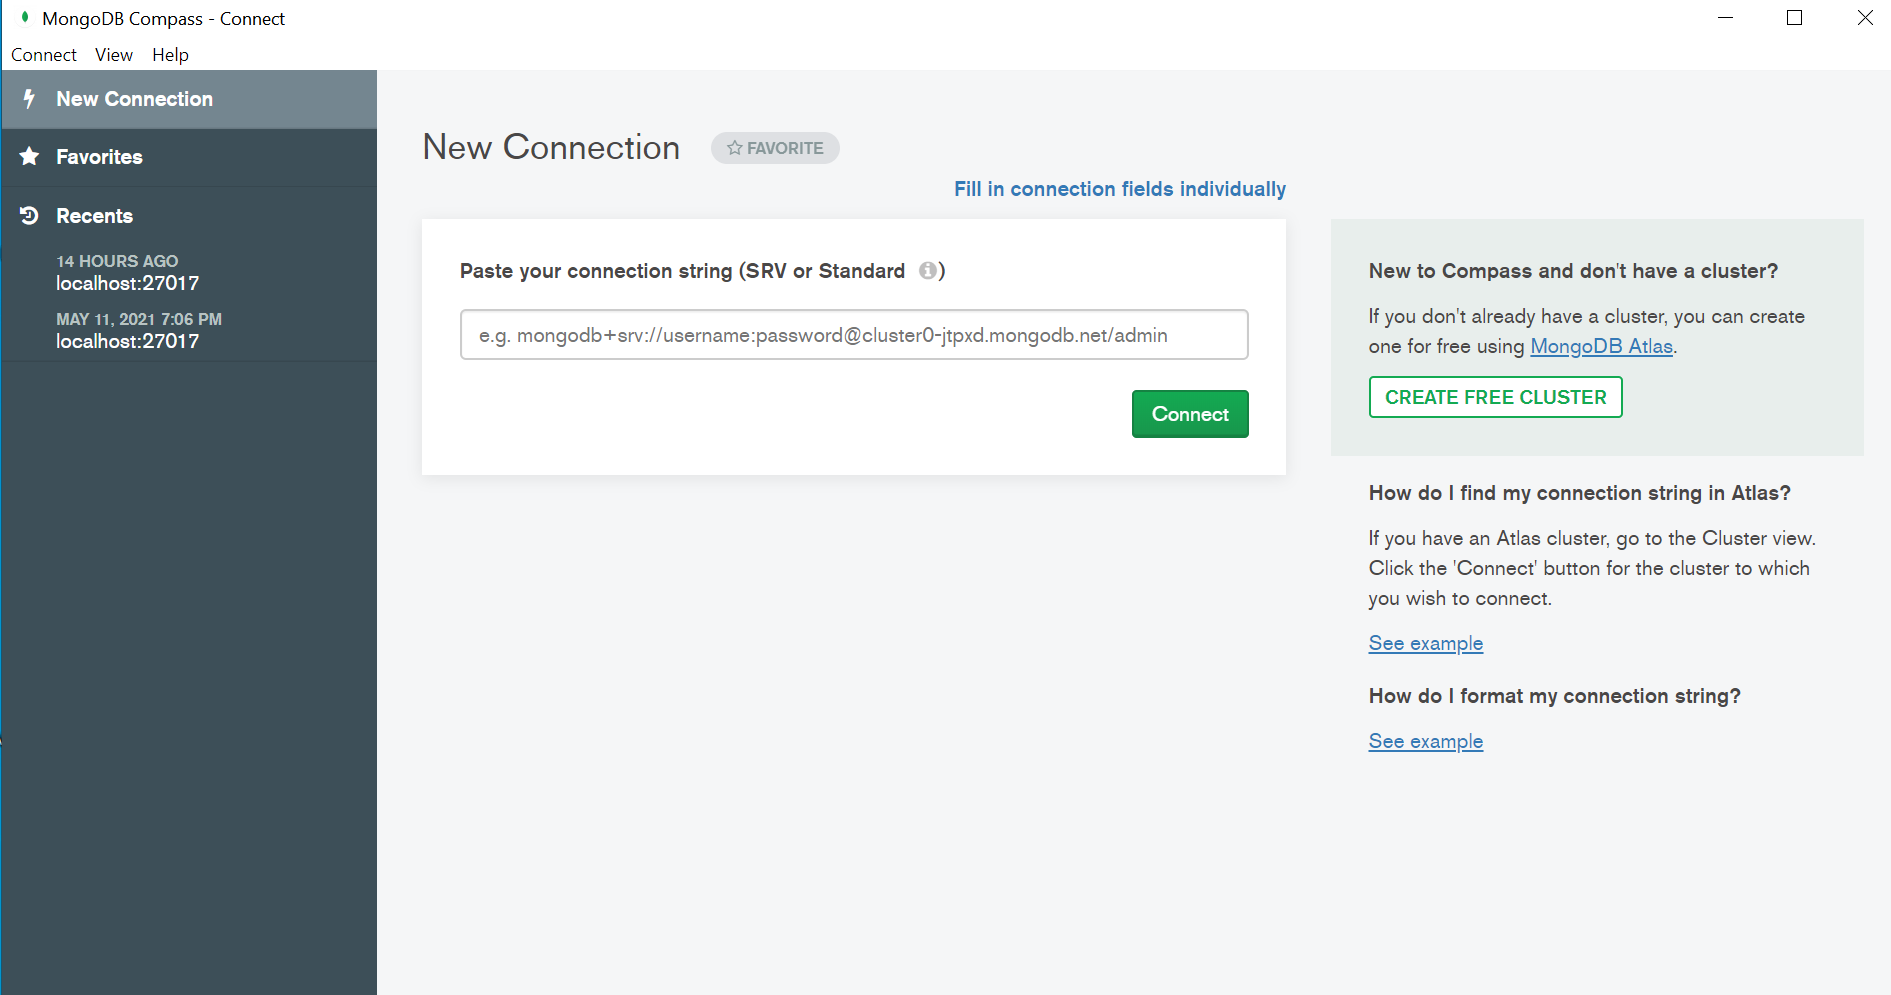 MongoDB Compass - Connect
Connect View Help
New Connection
Favorites
Recents
14 HOURS AGO
localhost:27017
MAY 11, 2021 7:06 PM
localhost:27017
New Connection
FAVORITE
Fill in connection fields individually
Paste your connection string (SRV or Standard )
e.g. mongodb+srv://username:password@cluster0-jtpxd.mongodb.net/admin
Connect
New to Compass and don't have a cluster?
If you don't already have a cluster, you can create
one for free using MongoDB Atlas.
CREATE FREE CLUSTER
How do I find my connection string in Atlas?
If you have an Atlas cluster, go to the Cluster view.
Click the 'Connect' button for the cluster to which
you wish to connect.
See example
How do I format my connection string?
See example